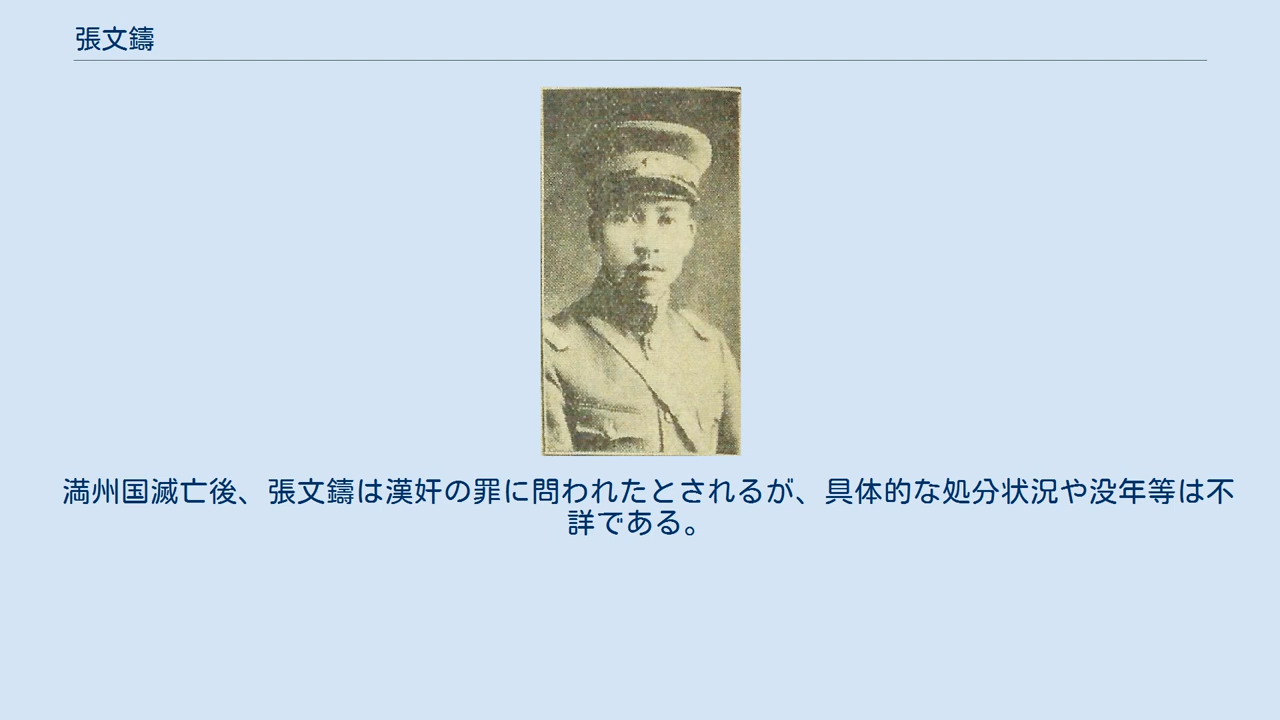 張文鑄
満州国滅亡後、張文鑄は漢奸の罪に問われたとされるが、具体的な処分状況や没年等は不
詳である。